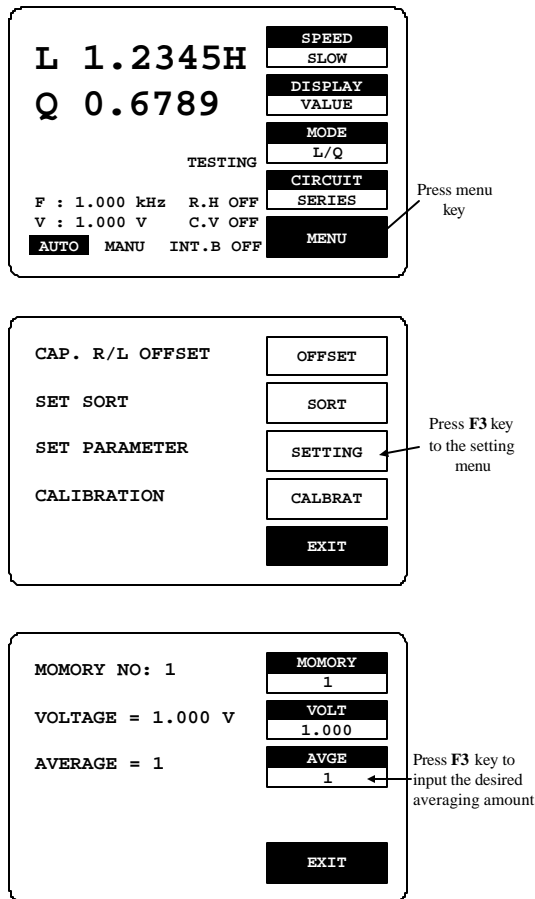 SPEED
L 1.2345H
SLOW
DISPLAY
Q 0.6789
VALUE
MODE
TESTING
L/Q
CIRCUIT
F : 1.000 kHz R.H OFF
SERIES
V : 1.000 V C.V OFF
AUTO MANU INT.B OFF
MENU
Press menu
key
CAP. R/L OFFSET
OFFSET
SET SORT
SORT
SET PARAMETER
SETTING
CALIBRATION
CALBRAT
EXIT
Press F3 key
to the setting
menu
MOMORY NO: 1
MOMORY
1
VOLTAGE = 1.000 V
VOLT
1.000
AVERAGE = 1
AVGE
1
EXIT
Press F3 key to
input the desired
averaging amount